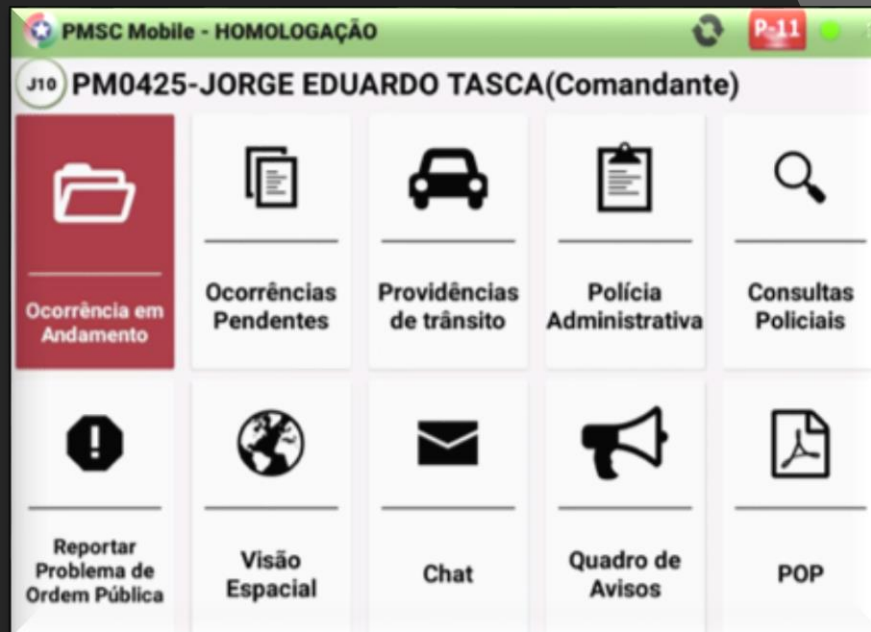 PMSC Mobile - HOMOLOGAÇÃO
P-11
J10 PM0425-JORGE EDUARDO TASCA(Comandante)
Ocorrência em
Andamento
Ocorrências
Pendentes
Providências
de trânsito
Polícia
Administrativa
Consultas
Policiais
Reportar
Problema de
Ordem Pública
Visão
Espacial
Chat
Quadro de
Avisos
POP